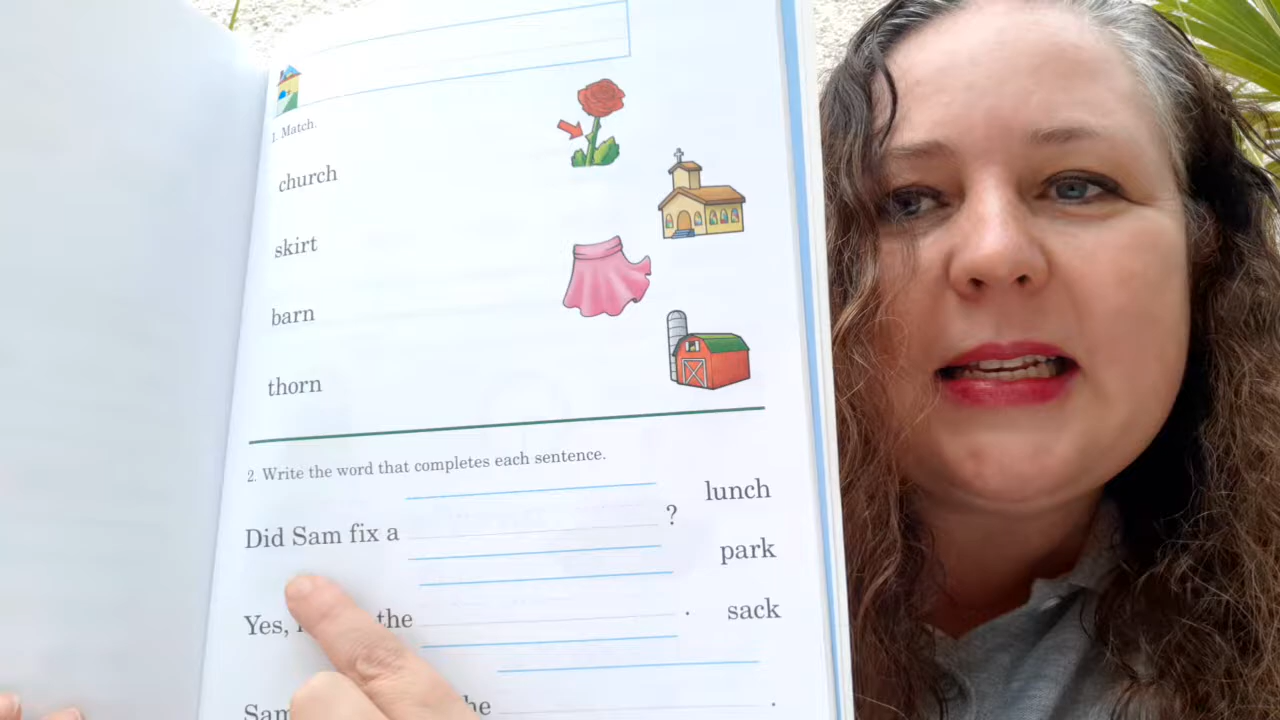 1. Match.
church
skirt
barn
thorn
2. Write the word that completes each sentence.
lunch
Did Sam fix a ?
park
Yes, the .
sack
Sam .